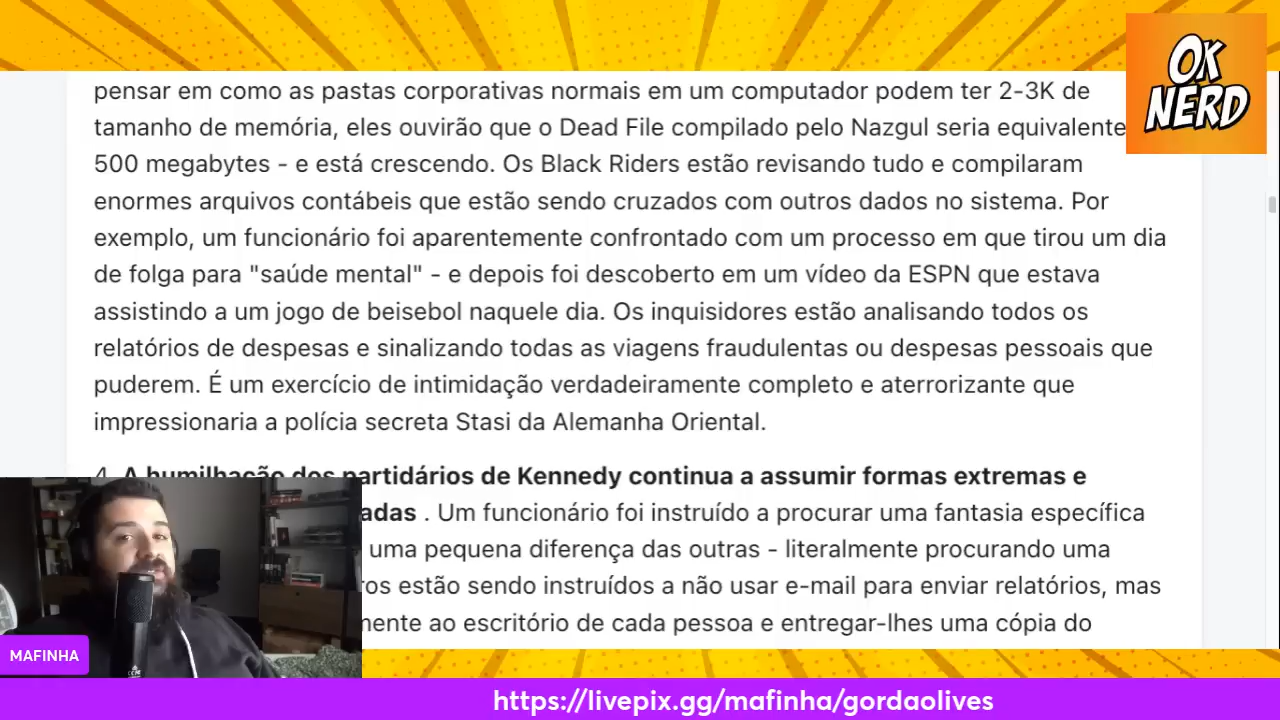 OK
NERD
pensar em como as pastas corporativas normais em um computador podem ter 2-3K de
tamanho de memória, eles ouvirão que o Dead File compilado pelo Nazgul seria equivalente
500 megabytes - e está crescendo. Os Black Riders estão revisando tudo e compilaram
enormes arquivos contábeis que estão sendo cruzados com outros dados no sistema. Por
exemplo, um funcionário foi aparentemente confrontado com um processo em que tirou um dia
de folga para "saúde mental" - e depois foi descoberto em um vídeo da ESPN que estava
assistindo a um jogo de beisebol naquele dia. Os inquisidores estão analisando todos os
relatórios de despesas e sinalizando todas as viagens fraudulentas ou despesas pessoais que
puderem. É um exercício de intimidação verdadeiramente completo e aterrorizante que
impressionaria a polícia secreta Stasi da Alemanha Oriental.
4. A humilhação dos partidários de Kennedy continua a assumir formas extremas e
adas . Um funcionário foi instruído a procurar uma fantasia específica
uma pequena diferença das outras - literalmente procurando uma
ros estão sendo instruídos a não usar e-mail para enviar relatórios, mas
mente ao escritório de cada pessoa e entregar-lhes uma cópia do
MAFINHA
https://livepix.gg/mafinha/gordaolives